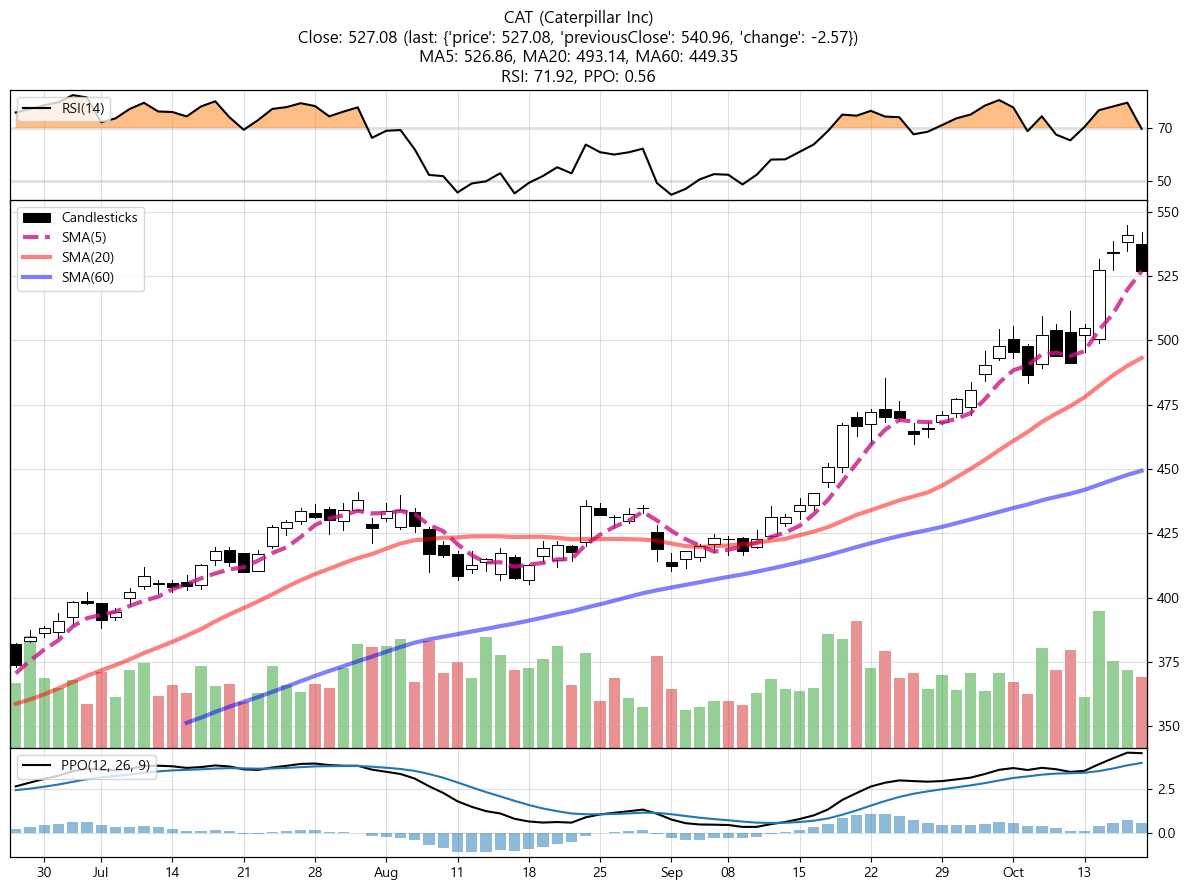 CAT (Caterpillar Inc)
Close: 527.08 (last: {'price': 527.08, 'previousClose': 540.96, 'change': -2.57})
MA5: 526.86, MA20: 493.14, MA60: 449.35
RSI: 71.92, PPO: 0.56
RSI(14)
70
50
Candlesticks
SMA(5)
SMA(20)
SMA(60)
550
525
500
475
450
425
400
375
350
PPO(12, 26, 9)
2.5
0.0
30 Jul 14 21 28 Aug 11 18 25 Sep 08 15 22 29 Oct 13